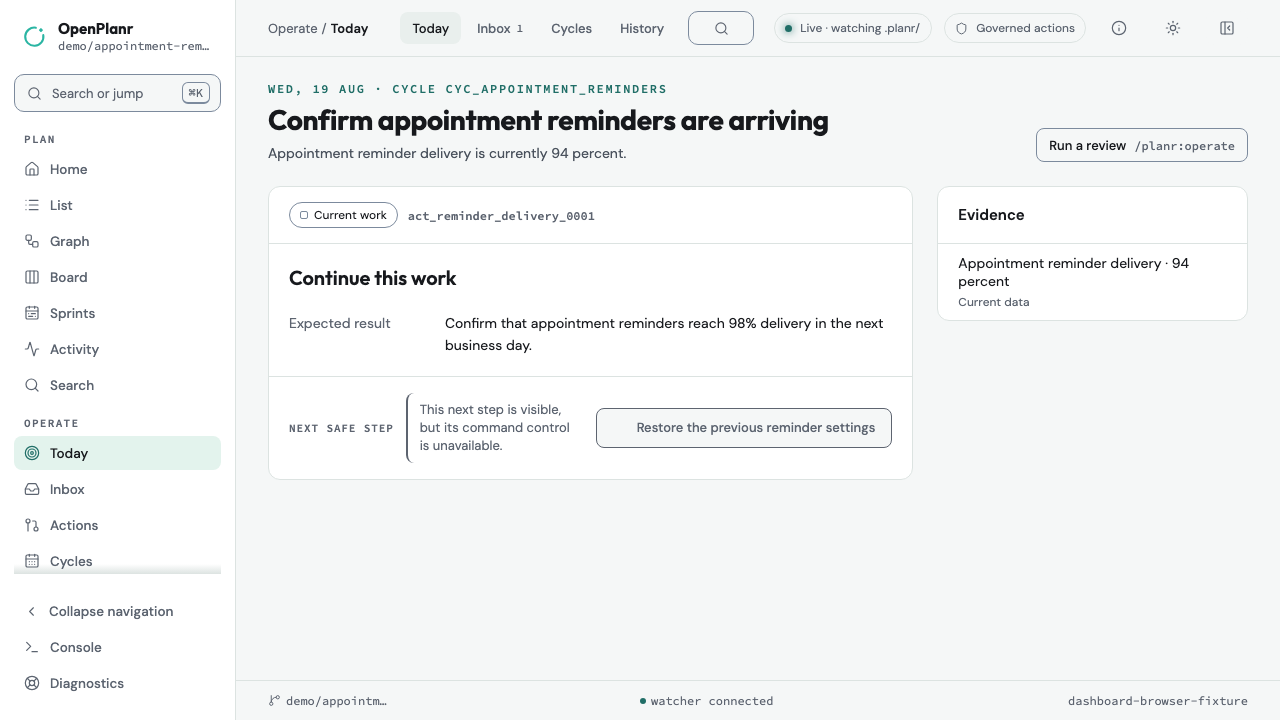 OpenPlanr
demo/appointment-rem…
Search or jump ⌘K
PLAN
Home
List
Graph
Board
Sprints
Activity
Search
OPERATE
Today
Inbox
Actions
Cycles
Collapse navigation
Console
Diagnostics
Operate / Today
Today
Inbox 1
Cycles
History
Live · watching .planr/
Governed actions
WED, 19 AUG · CYCLE CYC_APPOINTMENT_REMINDERS
Confirm appointment reminders are arriving
Appointment reminder delivery is currently 94 percent.
Run a review /planr:operate
Current work act_reminder_delivery_0001
Continue this work
Expected result
Confirm that appointment reminders reach 98% delivery in the next
business day.
NEXT SAFE STEP
This next step is visible,
but its command control
is unavailable.
Restore the previous reminder settings
Evidence
Appointment reminder delivery · 94
percent
Current data
demo/appointm…
watcher connected
dashboard-browser-fixture